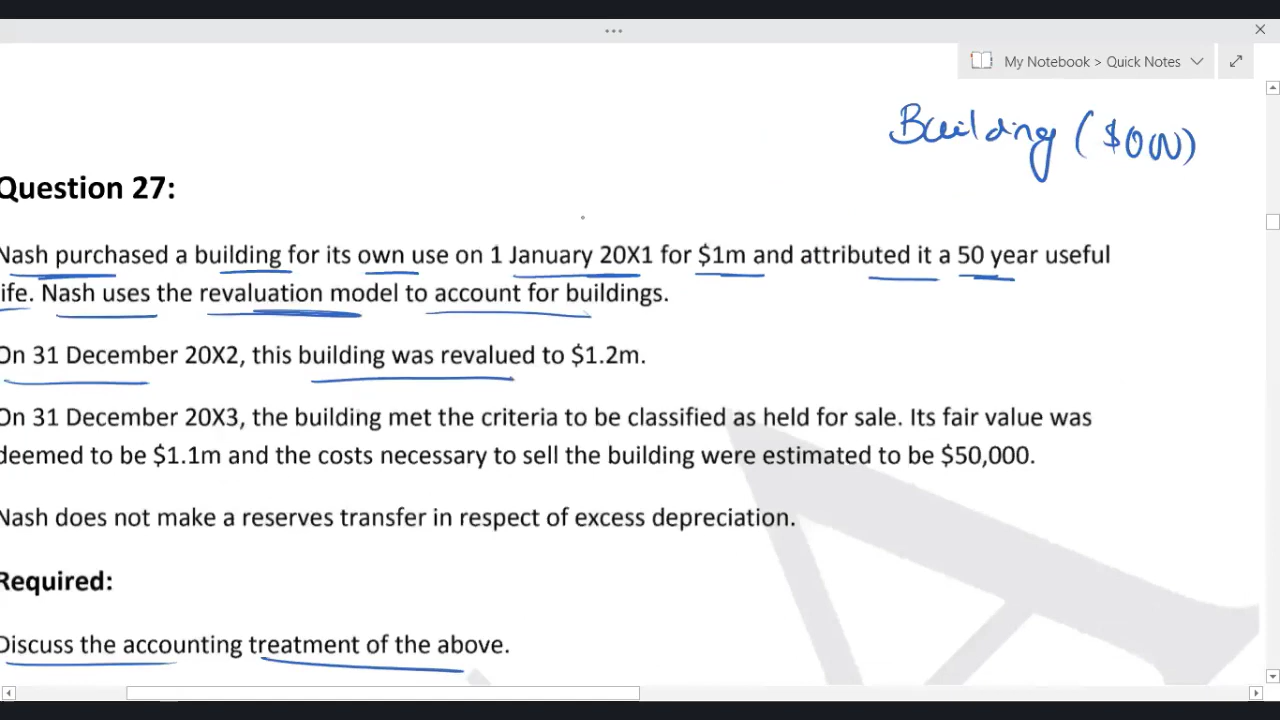 My Notebook > Quick Notes
Building ($000)
Question 27:
Nash purchased a building for its own use on 1 January 20X1 for $1m and attributed it a 50 year useful
ife. Nash uses the revaluation model to account for buildings.
On 31 December 20X2, this building was revalued to $1.2m.
On 31 December 20X3, the building met the criteria to be classified as held for sale. Its fair value was
deemed to be $1.1m and the costs necessary to sell the building were estimated to be $50,000.
Nash does not make a reserves transfer in respect of excess depreciation.
Required:
Discuss the accounting treatment of the above.